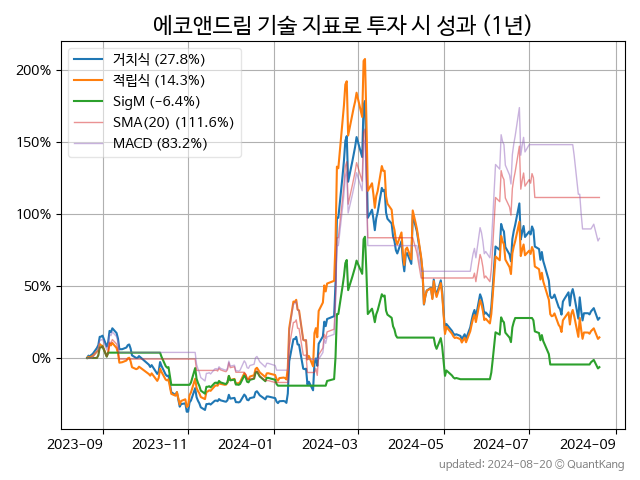 에코앤드림 기술 지표로 투자 시 성과 (1년)
거치식 (27.8%)
적립식 (14.3%)
SigM (-6.4%)
SMA(20) (111.6%)
MACD (83.2%)
200%
150%
100%
50%
0%
2023-09 2023-11 2024-01 2024-03 2024-05 2024-07 2024-09
updated: 2024-08-20 © QuantKang